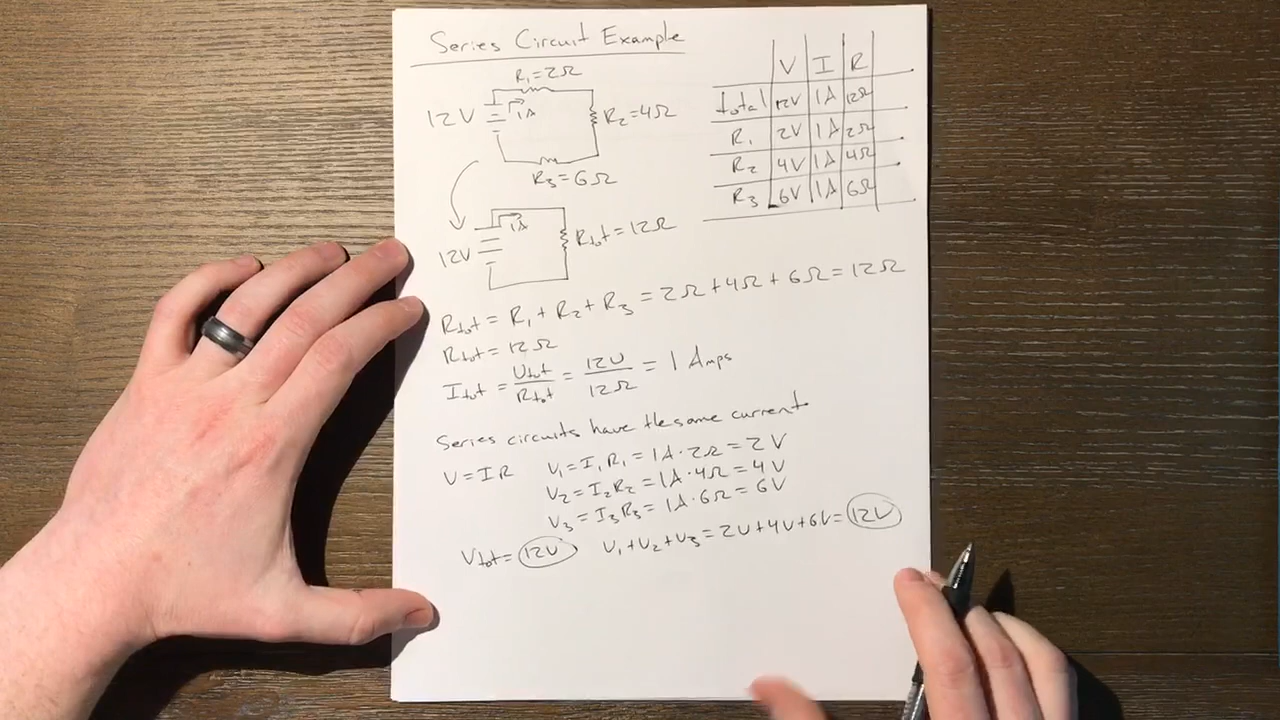 Series Circuit Example
R₁=2Ω
12V
1A
R₂=4Ω
R₃=6Ω
12V
1A
Rtot=12Ω
V I R
total 12V 1A 12Ω
R₁ 2V 1A 2Ω
R₂ 4V 1A 4Ω
R₃ 6V 1A 6Ω
Rtot = R₁ + R₂ + R₃ = 2Ω+4Ω+6Ω=12Ω
Rtot = 12Ω
Itot = Vtot/Rtot = 12V/12Ω = 1 Amps
Series circuits have the same current
V=IR
V₁=I₁R₁=1A·2Ω=2V
V₂=I₂R₂=1A·4Ω=4V
V₃=I₃R₃=1A·6Ω=6V
Vtot=12V V₁+V₂+V₃=2V+4V+6V=12V